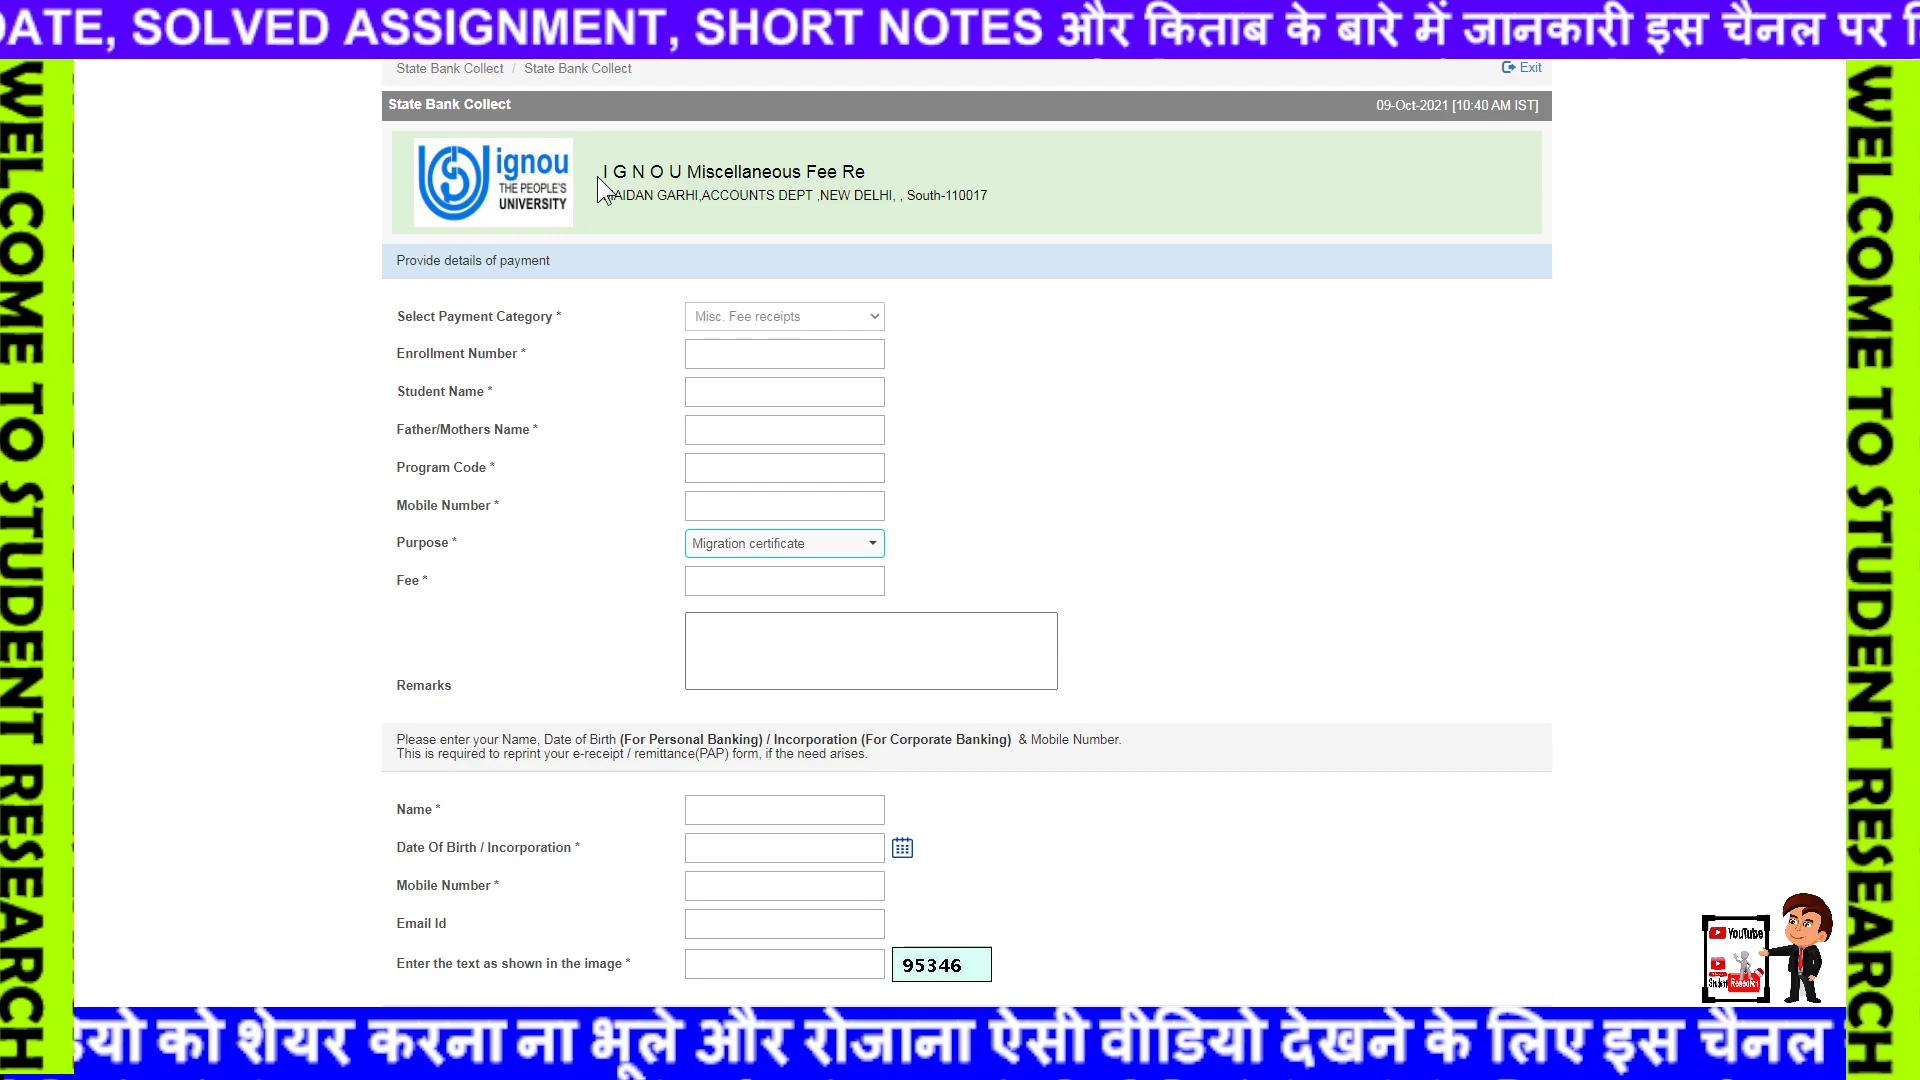 DATE, SOLVED ASSIGNMENT, SHORT NOTES और किताब के बारे में जानकारी इस चैनल पर
WELCOME TO STUDENT RESEARCH
State Bank Collect / State Bank Collect
Exit
State Bank Collect
09-Oct-2021 [10:40 AM IST]
ignou
THE PEOPLE'S
UNIVERSITY
I G N O U Miscellaneous Fee Re
AIDAN GARHI,ACCOUNTS DEPT ,NEW DELHI, , South-110017
Provide details of payment
Select Payment Category *
Misc. Fee receipts
Enrollment Number *
Student Name *
Father/Mothers Name *
Program Code *
Mobile Number *
Purpose *
Migration certificate
Fee *
Remarks
Please enter your Name, Date of Birth (For Personal Banking) / Incorporation (For Corporate Banking) & Mobile Number.
This is required to reprint your e-receipt / remittance(PAP) form, if the need arises.
Name *
Date Of Birth / Incorporation *
Mobile Number *
Email Id
Enter the text as shown in the image *
95346
YouTube
Student
Research
को शेयर करना ना भूले और रोजाना ऐसी वीडियो देखने के लिए इस चैनल
WELCOME TO STUDENT RESEARCH